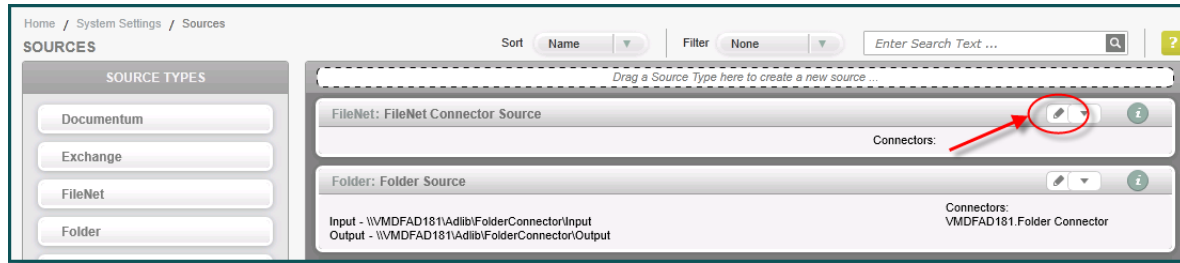 Home / System Settings / Sources
SOURCES
Sort Name Filter None Enter Search Text ... ?
SOURCE TYPES
Drag a Source Type here to create a new source ...
Documentum
Exchange
FileNet
Folder
FileNet: FileNet Connector Source
i
Connectors:
Folder: Folder Source
i
Input - \\VMDFAD181\Adlib\FolderConnector\Input
Output - \\VMDFAD181\Adlib\FolderConnector\Output
Connectors:
VMDFAD181.Folder Connector